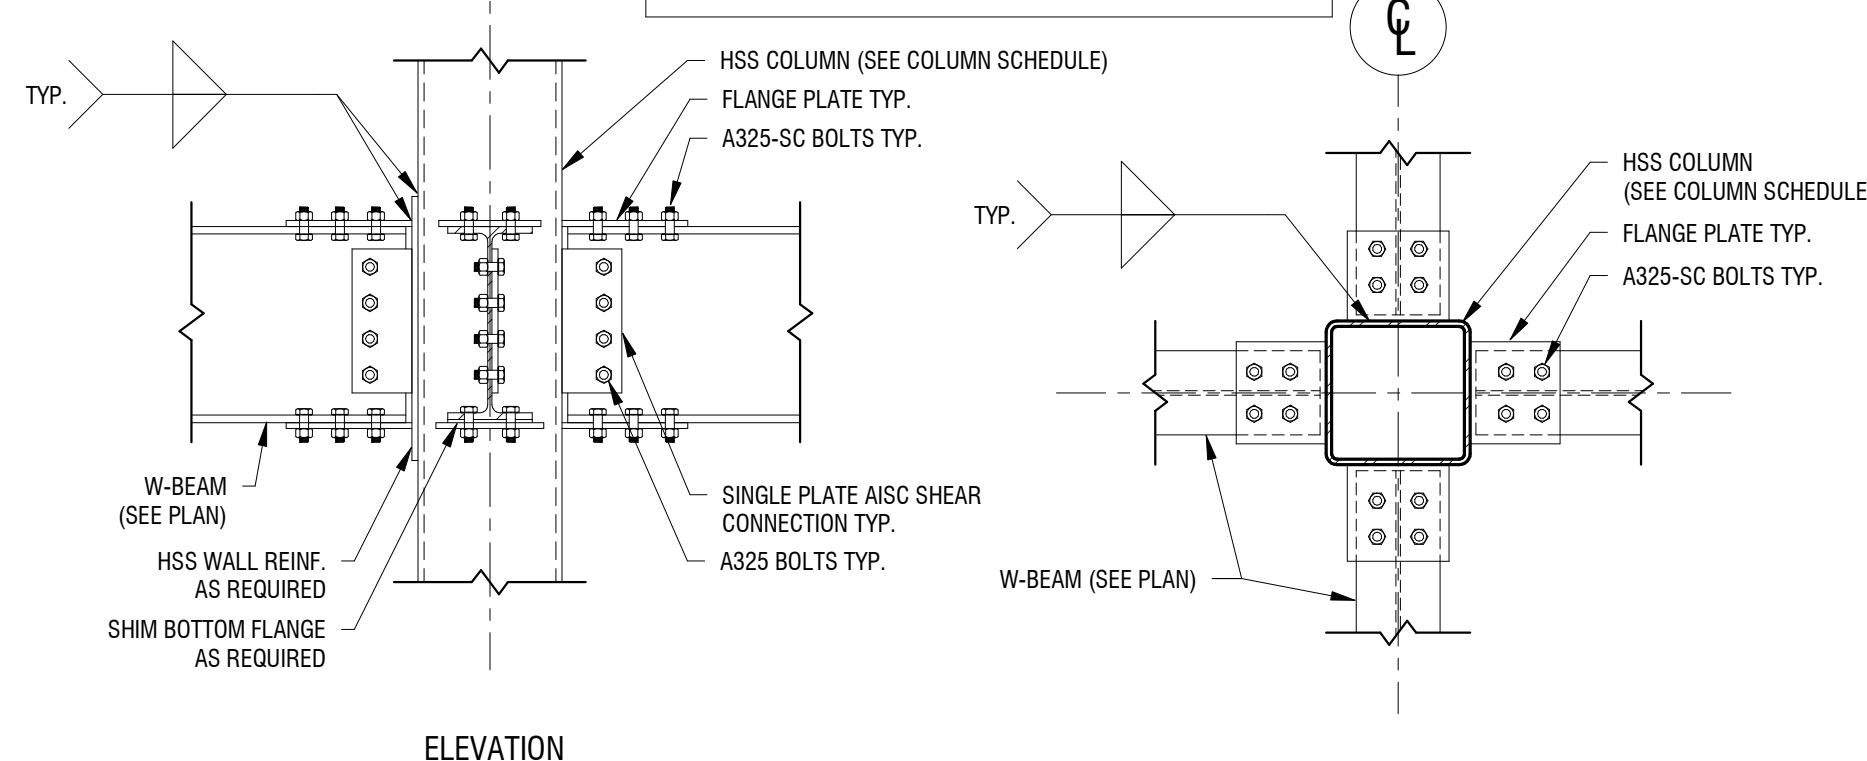 TYP.
HSS COLUMN (SEE COLUMN SCHEDULE)
FLANGE PLATE TYP.
A325-SC BOLTS TYP.
W-BEAM
(SEE PLAN)
HSS WALL REINF.
AS REQUIRED
SHIM BOTTOM FLANGE
AS REQUIRED
SINGLE PLATE AISC SHEAR
CONNECTION TYP.
A325 BOLTS TYP.
ELEVATION
CL
TYP.
HSS COLUMN
(SEE COLUMN SCHEDULE
FLANGE PLATE TYP.
A325-SC BOLTS TYP.
W-BEAM (SEE PLAN)